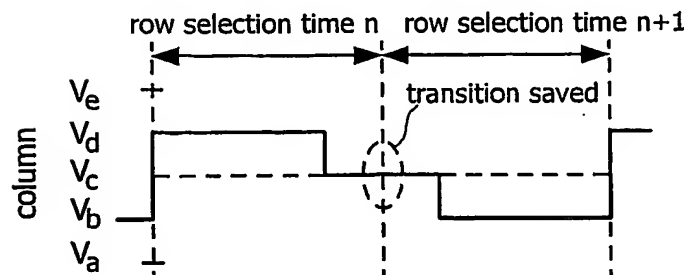 row selection time n
row selection time n+1
transition saved
column
Ve
Vd
Vc
Vb
Va